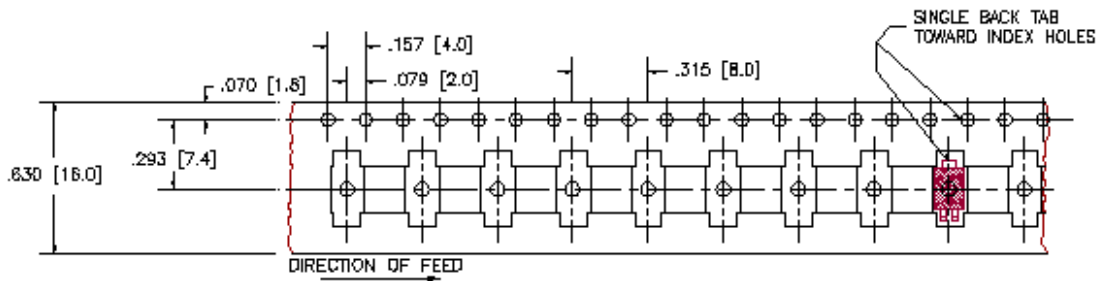 SINGLE BACK TAB
TOWARD INDEX HOLES
.157 [4.0]
.079 [2.0]
.315 [8.0]
.070 [1.8]
.293 [7.4]
.630 [16.0]
DIRECTION OF FEED